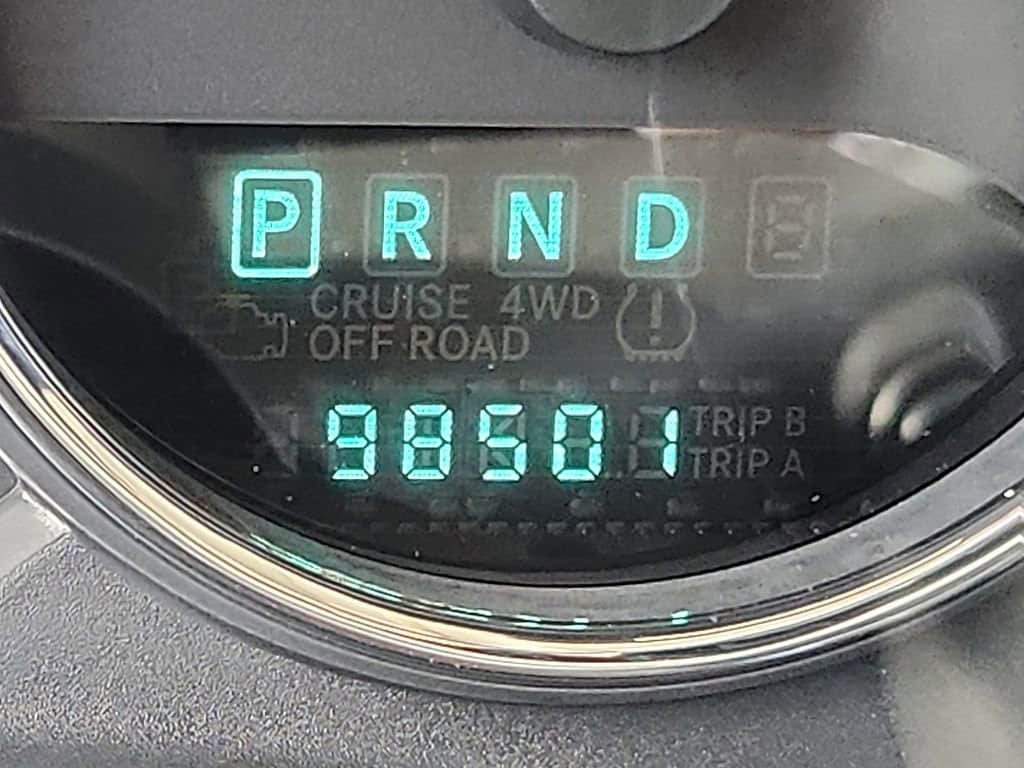 P R N D
CRUISE 4WD
OFF ROAD
98501 TRIP B
TRIP A